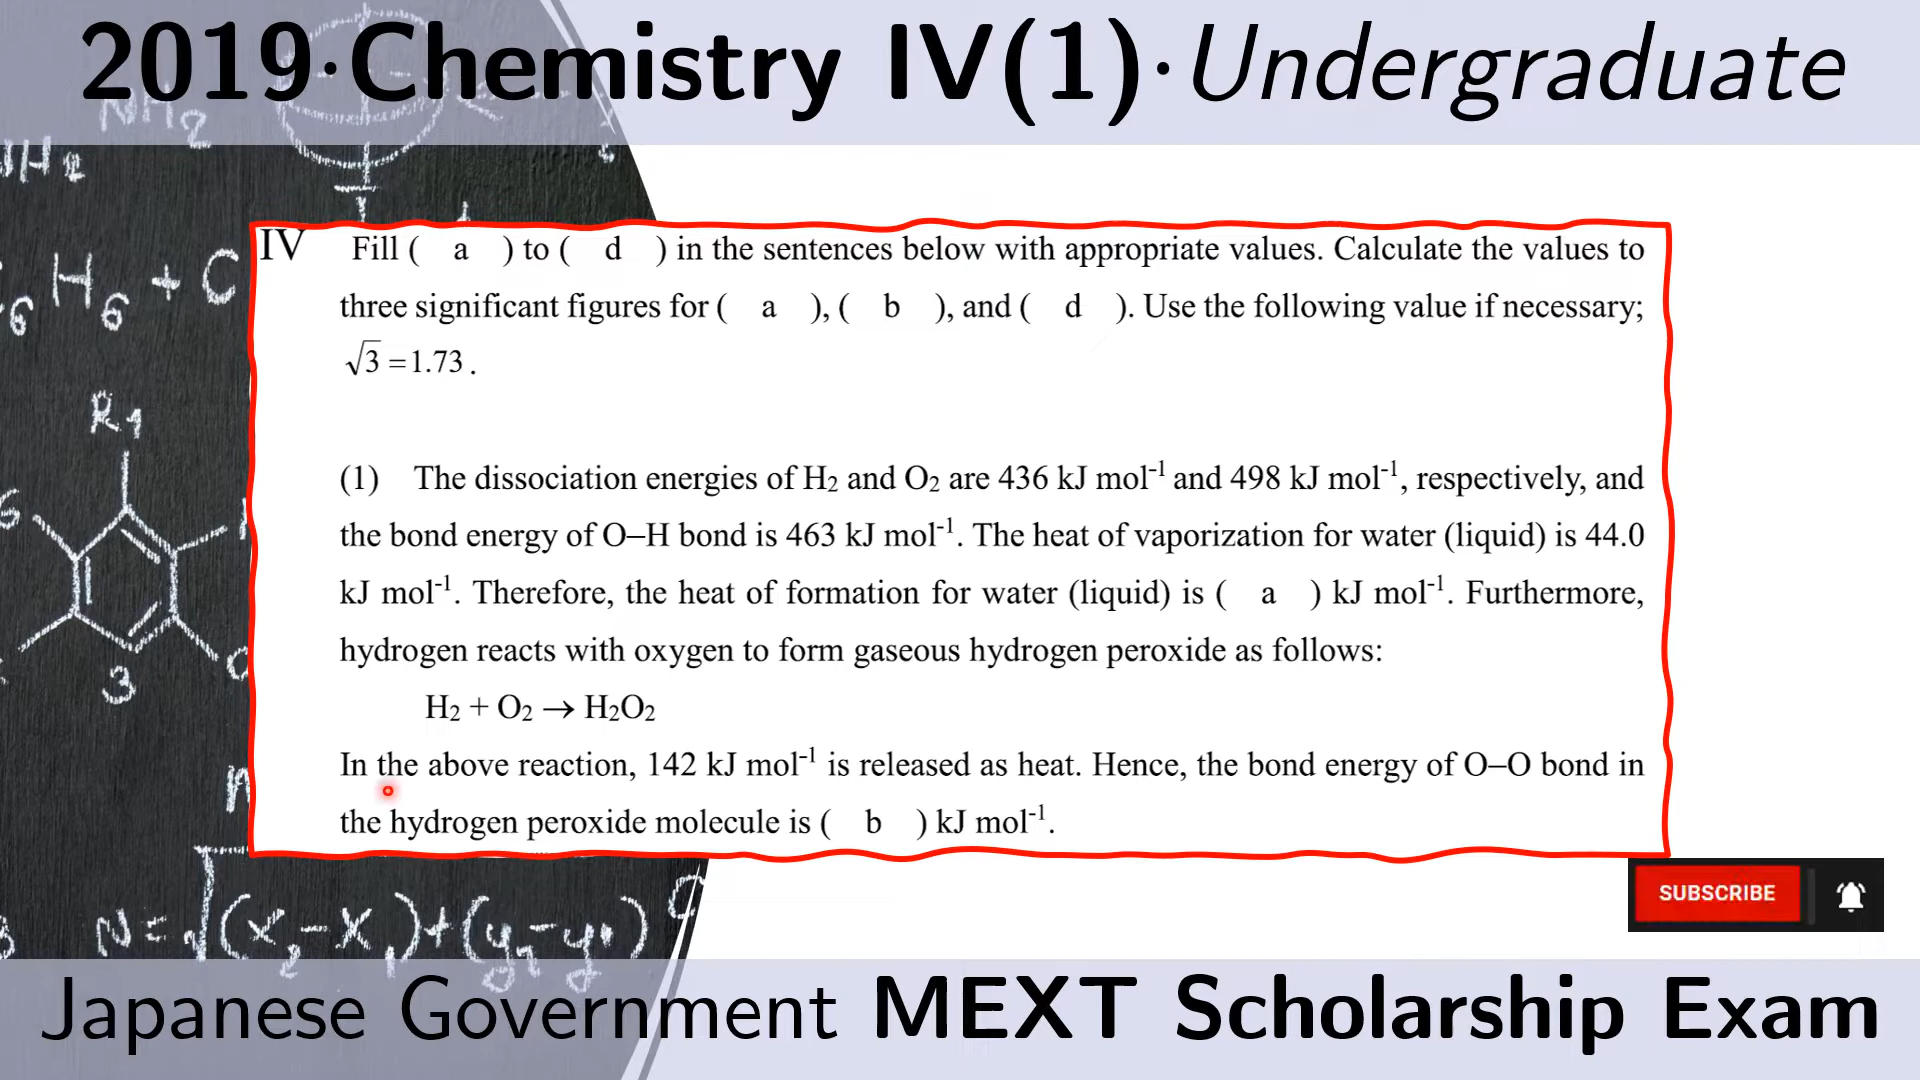 2019·Chemistry IV(1)·Undergraduate
NH₂
H₂
₆H₆ + C
R₁
3
IV Fill ( a ) to ( d ) in the sentences below with appropriate values. Calculate the values to
three significant figures for ( a ), ( b ), and ( d ). Use the following value if necessary;
√3 = 1.73 .
(1) The dissociation energies of H₂ and O₂ are 436 kJ mol⁻¹ and 498 kJ mol⁻¹, respectively, and
the bond energy of O–H bond is 463 kJ mol⁻¹. The heat of vaporization for water (liquid) is 44.0
kJ mol⁻¹. Therefore, the heat of formation for water (liquid) is ( a ) kJ mol⁻¹. Furthermore,
hydrogen reacts with oxygen to form gaseous hydrogen peroxide as follows:
H₂ + O₂ → H₂O₂
In the above reaction, 142 kJ mol⁻¹ is released as heat. Hence, the bond energy of O–O bond in
the hydrogen peroxide molecule is ( b ) kJ mol⁻¹.
SUBSCRIBE
Japanese Government MEXT Scholarship Exam